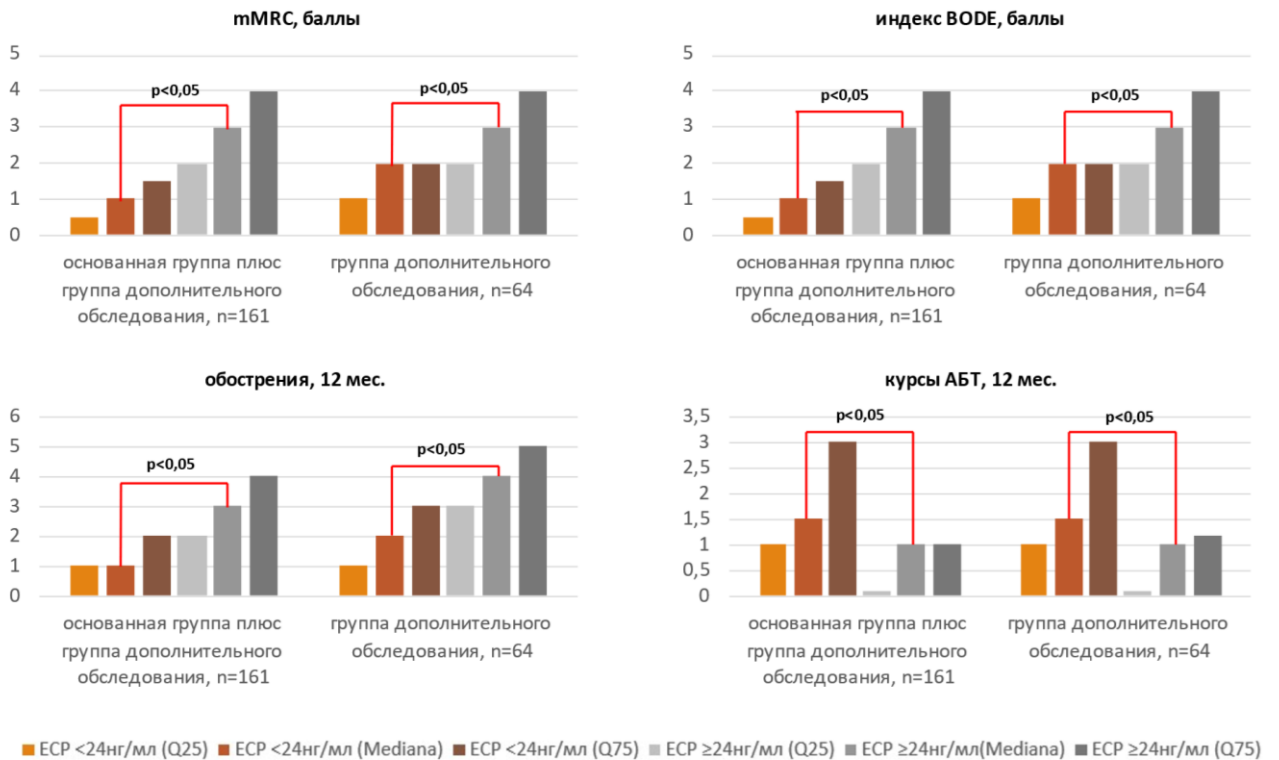 mMRC, баллы
5
4
3
2
1
0
p<0,05
p<0,05
основанная группа плюс
группа дополнительного
обследования, n=161
группа дополнительного
обследования, n=64
индекс BODE, баллы
5
4
3
2
1
0
p<0,05
p<0,05
основанная группа плюс
группа дополнительного
обследования, n=161
группа дополнительного
обследования, n=64
обострения, 12 мес.
6
5
4
3
2
1
0
p<0,05
p<0,05
основанная группа плюс
группа дополнительного
обследования, n=161
группа дополнительного
обследования, n=64
курсы АБТ, 12 мес.
3,5
3
2,5
2
1,5
1
0,5
0
p<0,05
p<0,05
основанная группа плюс
группа дополнительного
обследования, n=161
группа дополнительного
обследования, n=64
ECP <24нг/мл (Q25) ECP <24нг/мл (Mediana) ECP <24нг/мл (Q75) ECP ≥24нг/мл (Q25) ECP ≥24нг/мл(Mediana) ECP ≥24нг/мл (Q75)